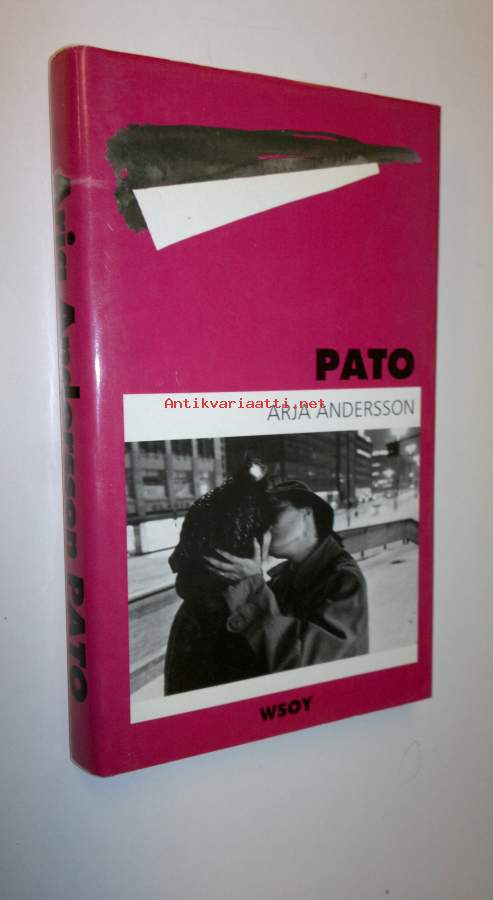 Arja Andersson PATO
PATO
Antikvariaatti.net
ARJA ANDERSSON
WSOY